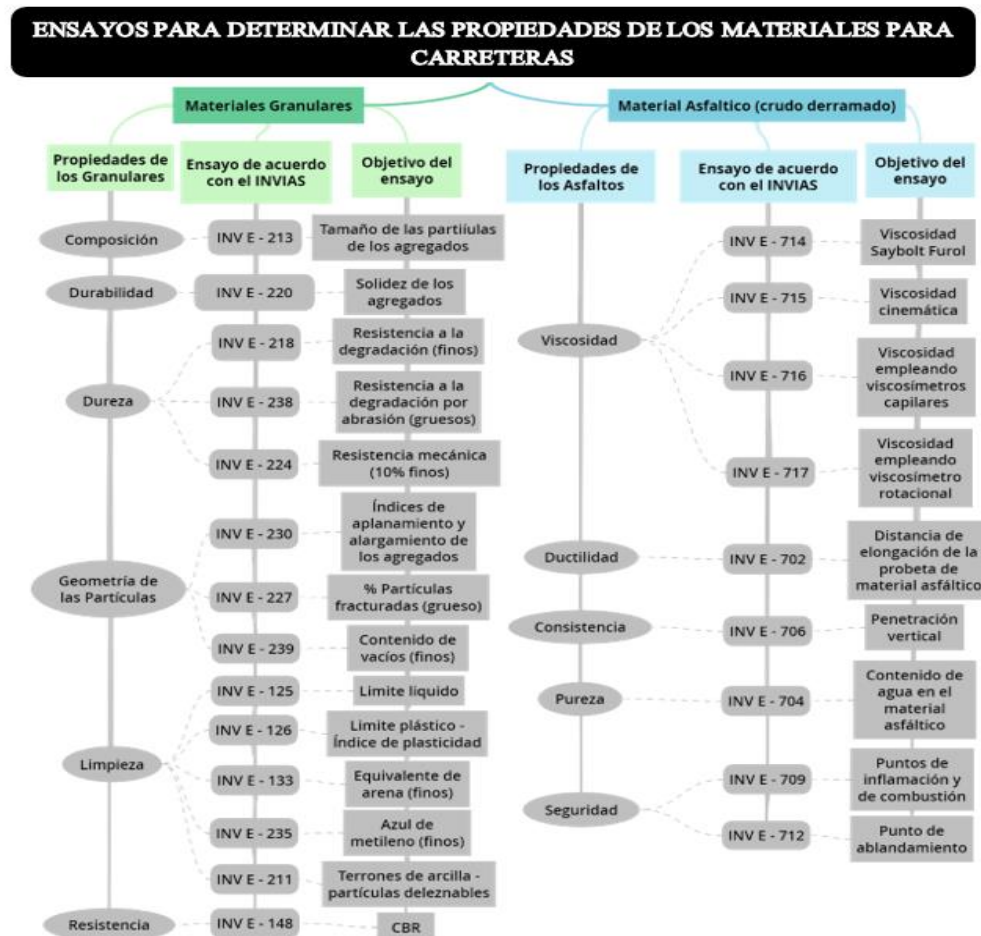 ENSAYOS PARA DETERMINAR LAS PROPIEDADES DE LOS MATERIALES PARA
CARRETERAS
Materiales Granulares
Propiedades de
los Granulares
Ensayo de acuerdo
con el INVIAS
Objetivo del
ensayo
Composición
INV E - 213
Tamaño de las partiíulas
de los agregados
Durabilidad
INV E - 220
Solidez de los
agregados
Dureza
INV E - 218
Resistencia a la
degradación (finos)
INV E - 238
Resistencia a la
degradación por
abrasión (gruesos)
INV E - 224
Resistencia mecánica
(10% finos)
Geometría de
las Partículas
INV E - 230
Índices de
aplanamiento y
alargamiento de
los agregados
INV E - 227
% Partículas
fracturadas (grueso)
INV E - 239
Contenido de
vacíos (finos)
Limpieza
INV E - 125
Limite líquido
INV E - 126
Limite plástico -
Índice de plasticidad
INV E - 133
Equivalente de
arena (finos)
INV E - 235
Azul de
metileno (finos)
INV E - 211
Terrones de arcilla -
partículas deleznables
Resistencia
INV E - 148
CBR
Material Asfaltico (crudo derramado)
Propiedades de
los Asfaltos
Ensayo de acuerdo
con el INVIAS
Objetivo del
ensayo
Viscosidad
INV E - 714
Viscosidad
Saybolt Furol
INV E - 715
Viscosidad
cinemática
INV E - 716
Viscosidad
empleando
viscosímetros
capilares
INV E - 717
Viscosidad
empleando
viscosímetro
rotacional
Ductilidad
INV E - 702
Distancia de
elongación de la
probeta de
material asfáltico
Consistencia
INV E - 706
Penetración
vertical
Pureza
INV E - 704
Contenido de
agua en el
material
asfáltico
Seguridad
INV E - 709
Puntos de
inflamación y
de combustión
INV E - 712
Punto de
ablandamiento